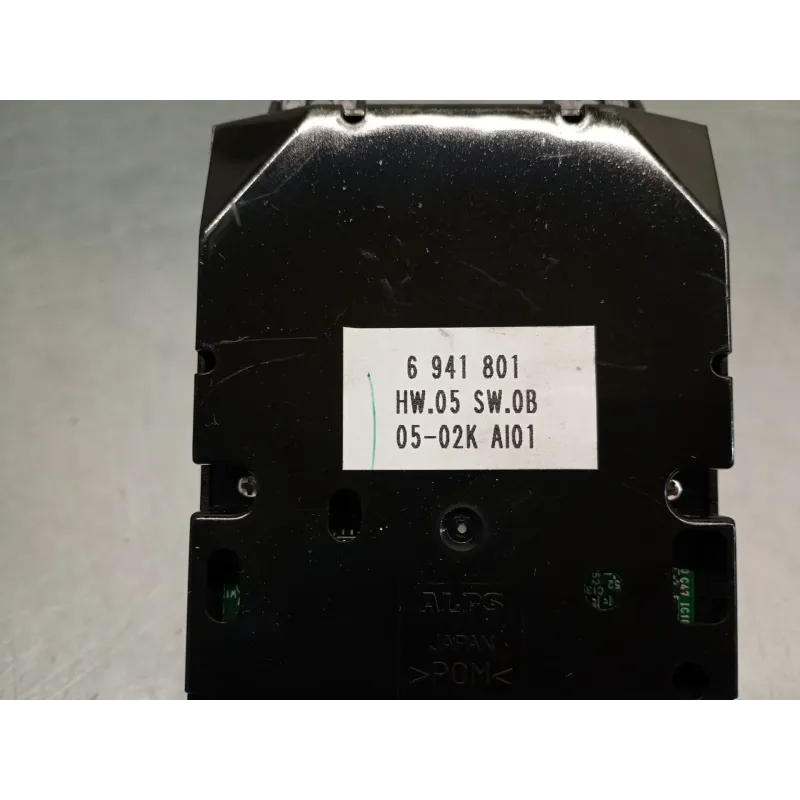 6 941 801
HW.05 SW.0B
05-02K AI01
ALPS
JAPAN
>POM<